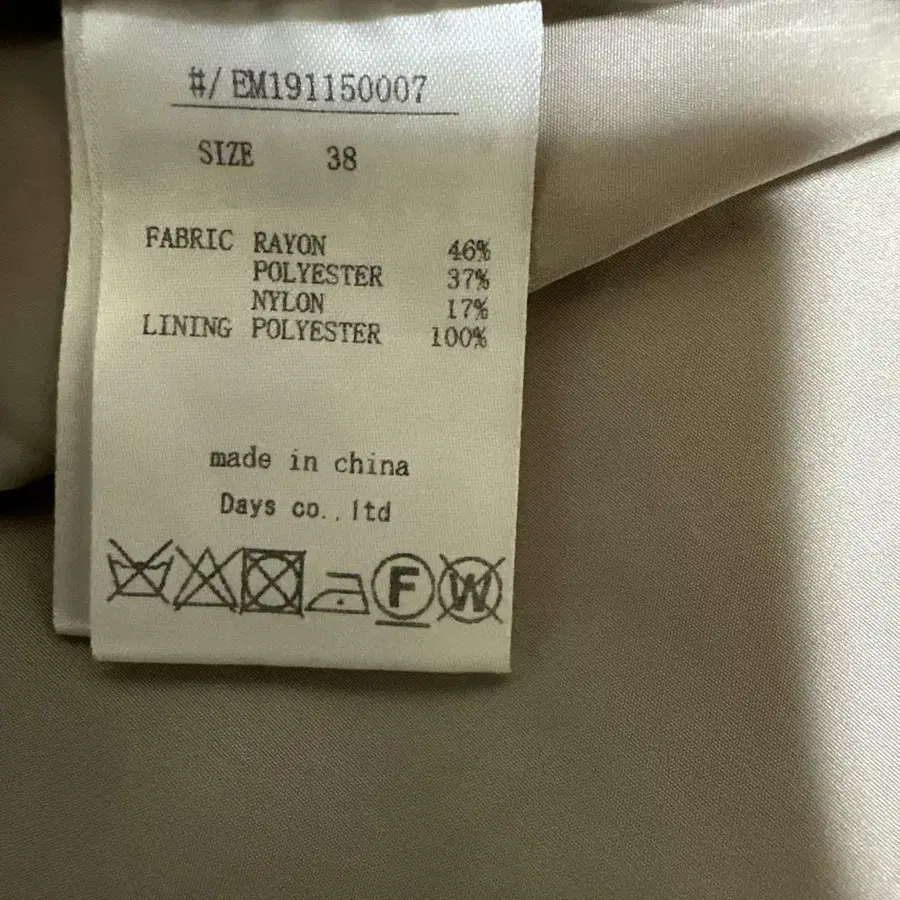 #/EM191150007
SIZE 38
FABRIC RAYON 46%
POLYESTER 37%
NYLON 17%
LINING POLYESTER 100%
made in china
Days co.,ltd
F W